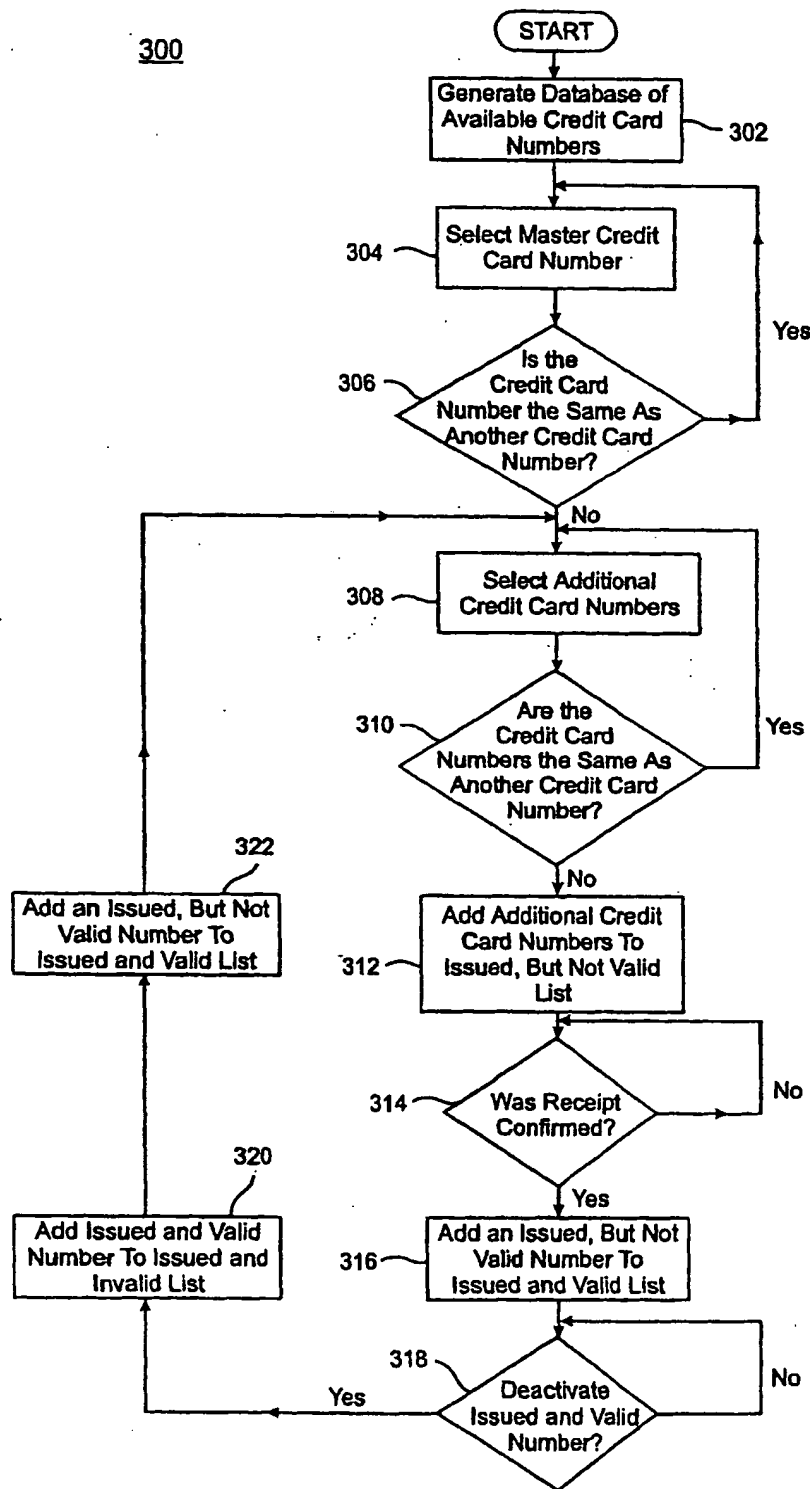 300
START
Generate Database of
Available Credit Card
Numbers
302
Select Master Credit
Card Number
304
Yes
Is the
Credit Card
Number the Same As
Another Credit Card
Number?
306
No
Select Additional
Credit Card Numbers
308
Are the
Credit Card
Numbers the Same As
Another Credit Card
Number?
310
Yes
No
322
Add an Issued, But Not
Valid Number To
Issued and Valid List
Add Additional Credit
Card Numbers To
Issued, But Not Valid
List
312
Was Receipt
Confirmed?
314
No
Yes
320
Add Issued and Valid
Number To Issued and
Invalid List
Add an Issued, But Not
Valid Number To
Issued and Valid List
316
Deactivate
Issued and Valid
Number?
318
No
Yes